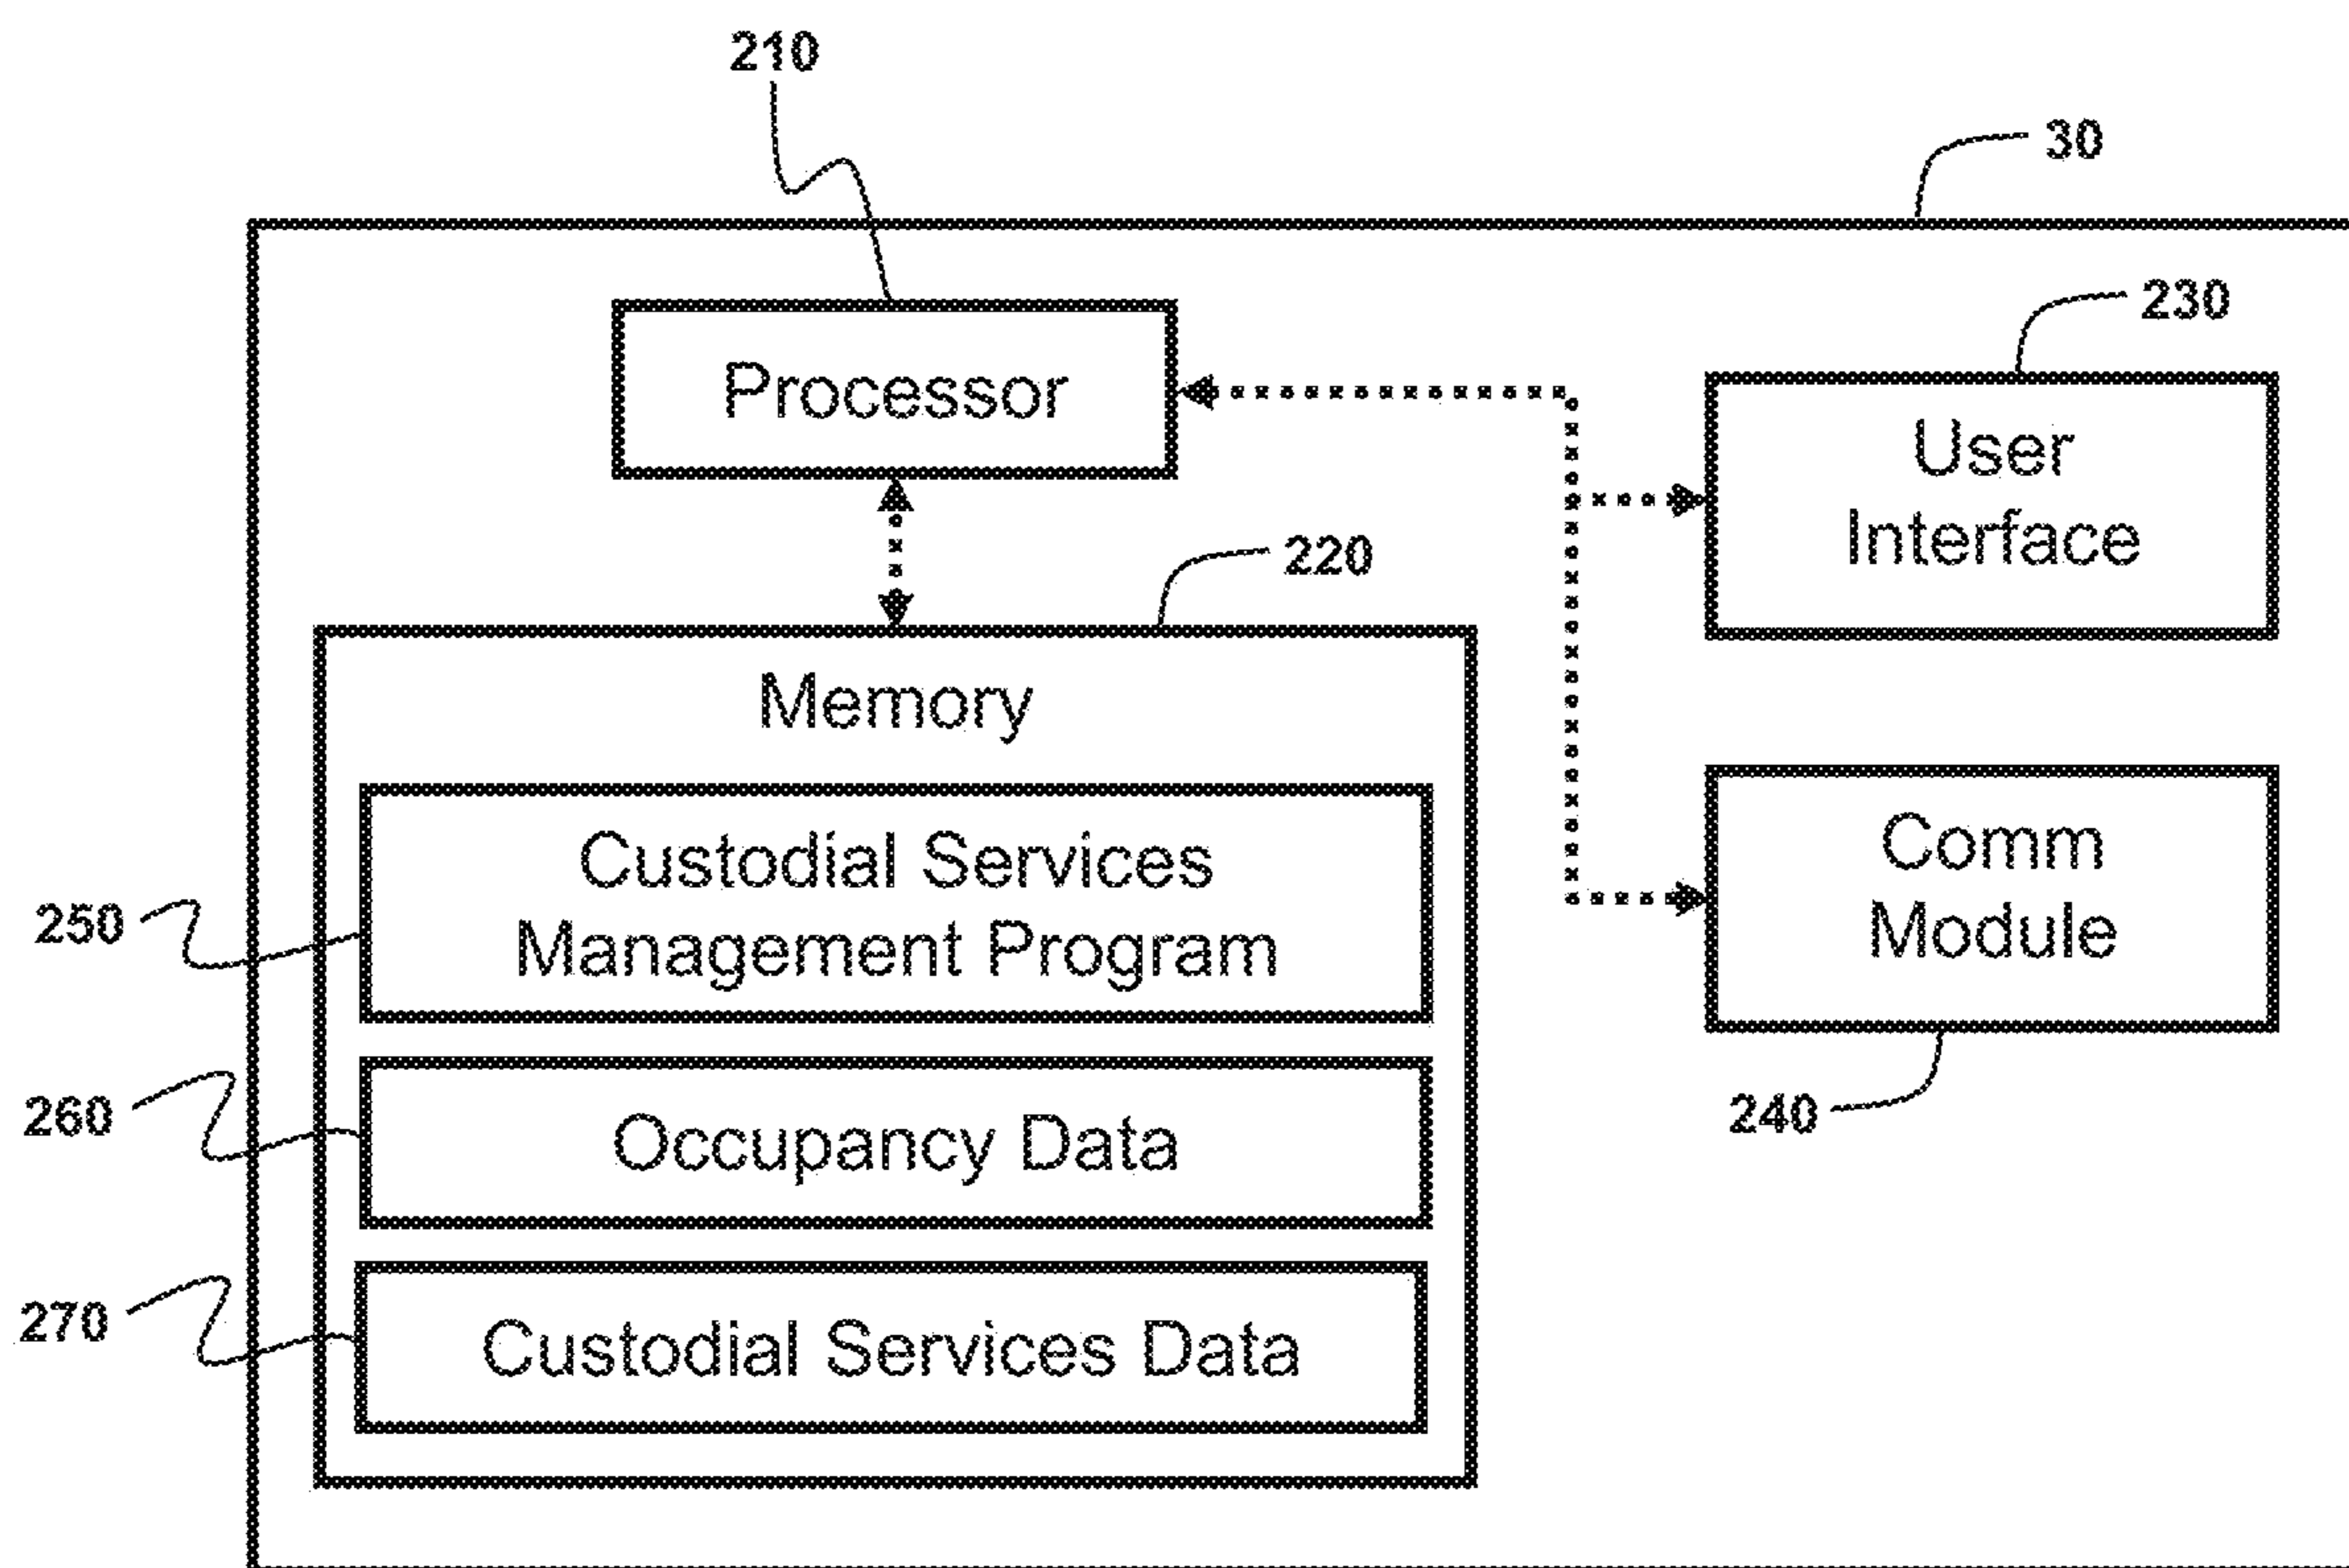 210
30
Processor
230
User
Interface
220
Memory
Custodial Services
Management Program
250
Comm
Module
240
260
Occupancy Data
270
Custodial Services Data